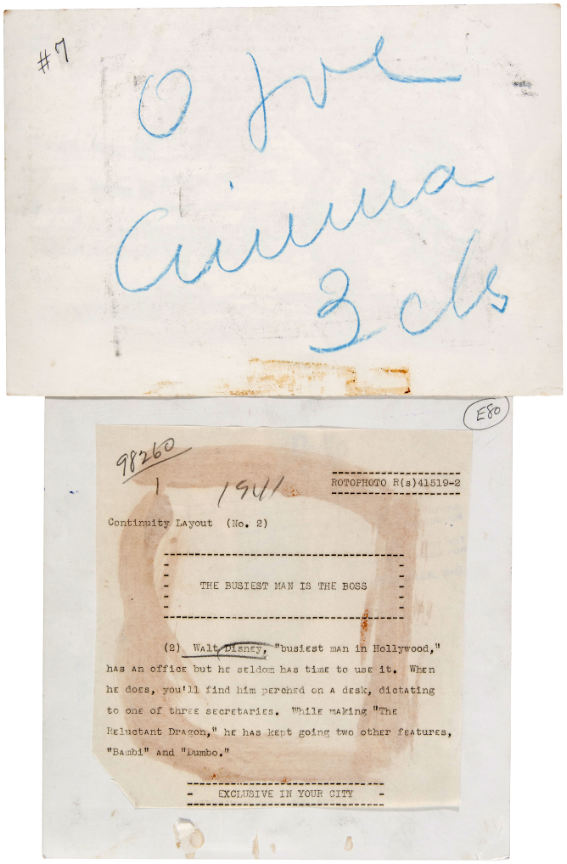 #7
O Joe
Cinema
3 cls
E80
98260
1 1941
ROTOPHOTO R(s)41519-2
Continuity Layout (No. 2)
THE BUSIEST MAN IS THE BOSS
(2) Walt Disney, "busiest man in Hollywood,"
has an office but he seldom has time to use it. When
he does, you'll find him perched on a desk, dictating
to one of three secretaries. While making "The
Reluctant Dragon," he has kept going two other features,
"Bambi" and "Dumbo."
- EXCLUSIVE IN YOUR CITY -